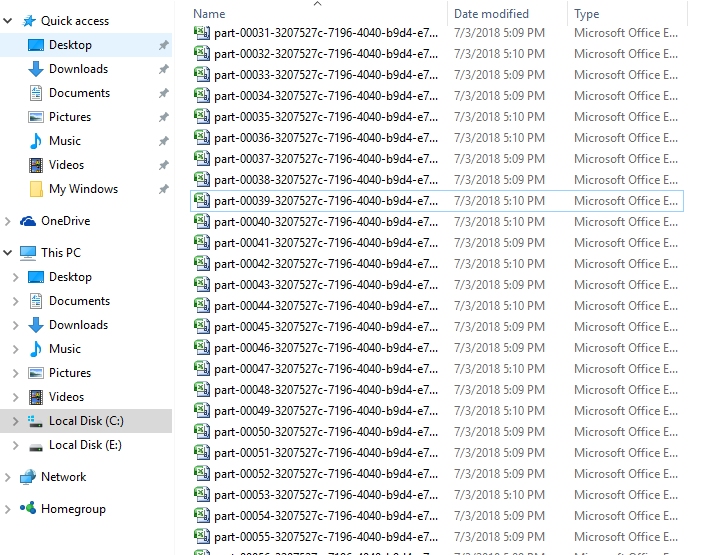 Quick access
Desktop
Downloads
Documents
Pictures
Music
Videos
My Windows
OneDrive
This PC
Desktop
Documents
Downloads
Music
Pictures
Videos
Local Disk (C:)
Local Disk (E:)
Network
Homegroup
Name Date modified Type
part-00031-3207527c-7196-4040-b9d4-e7... 7/3/2018 5:09 PM Microsoft Office E...
part-00032-3207527c-7196-4040-b9d4-e7... 7/3/2018 5:10 PM Microsoft Office E...
part-00033-3207527c-7196-4040-b9d4-e7... 7/3/2018 5:09 PM Microsoft Office E...
part-00034-3207527c-7196-4040-b9d4-e7... 7/3/2018 5:09 PM Microsoft Office E...
part-00035-3207527c-7196-4040-b9d4-e7... 7/3/2018 5:10 PM Microsoft Office E...
part-00036-3207527c-7196-4040-b9d4-e7... 7/3/2018 5:10 PM Microsoft Office E...
part-00037-3207527c-7196-4040-b9d4-e7... 7/3/2018 5:09 PM Microsoft Office E...
part-00038-3207527c-7196-4040-b9d4-e7... 7/3/2018 5:09 PM Microsoft Office E...
part-00039-3207527c-7196-4040-b9d4-e7... 7/3/2018 5:10 PM Microsoft Office E...
part-00040-3207527c-7196-4040-b9d4-e7... 7/3/2018 5:10 PM Microsoft Office E...
part-00041-3207527c-7196-4040-b9d4-e7... 7/3/2018 5:09 PM Microsoft Office E...
part-00042-3207527c-7196-4040-b9d4-e7... 7/3/2018 5:10 PM Microsoft Office E...
part-00043-3207527c-7196-4040-b9d4-e7... 7/3/2018 5:09 PM Microsoft Office E...
part-00044-3207527c-7196-4040-b9d4-e7... 7/3/2018 5:10 PM Microsoft Office E...
part-00045-3207527c-7196-4040-b9d4-e7... 7/3/2018 5:09 PM Microsoft Office E...
part-00046-3207527c-7196-4040-b9d4-e7... 7/3/2018 5:09 PM Microsoft Office E...
part-00047-3207527c-7196-4040-b9d4-e7... 7/3/2018 5:10 PM Microsoft Office E...
part-00048-3207527c-7196-4040-b9d4-e7... 7/3/2018 5:09 PM Microsoft Office E...
part-00049-3207527c-7196-4040-b9d4-e7... 7/3/2018 5:10 PM Microsoft Office E...
part-00050-3207527c-7196-4040-b9d4-e7... 7/3/2018 5:09 PM Microsoft Office E...
part-00051-3207527c-7196-4040-b9d4-e7... 7/3/2018 5:09 PM Microsoft Office E...
part-00052-3207527c-7196-4040-b9d4-e7... 7/3/2018 5:09 PM Microsoft Office E...
part-00053-3207527c-7196-4040-b9d4-e7... 7/3/2018 5:10 PM Microsoft Office E...
part-00054-3207527c-7196-4040-b9d4-e7... 7/3/2018 5:09 PM Microsoft Office E...
part-00055-3207527c-7196-4040-b9d4-e7... 7/3/2018 5:09 PM Microsoft Office E...